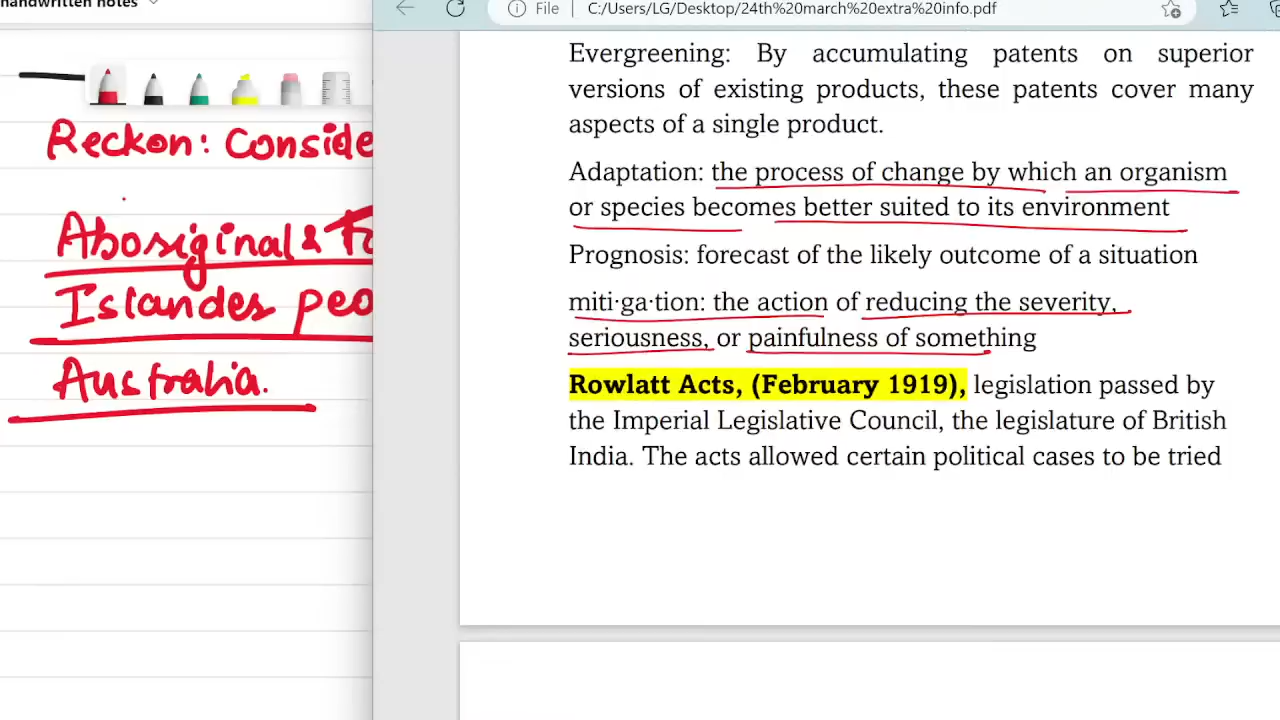 handwritten notes
File | C:/Users/LG/Desktop/24th%20march%20extra%20info.pdf
Reckon: Conside
Aboriginal &
Islandes peo
Australia.
Evergreening: By accumulating patents on superior
versions of existing products, these patents cover many
aspects of a single product.
Adaptation: the process of change by which an organism
or species becomes better suited to its environment
Prognosis: forecast of the likely outcome of a situation
miti·ga·tion: the action of reducing the severity,
seriousness, or painfulness of something
Rowlatt Acts, (February 1919), legislation passed by
the Imperial Legislative Council, the legislature of British
India. The acts allowed certain political cases to be tried